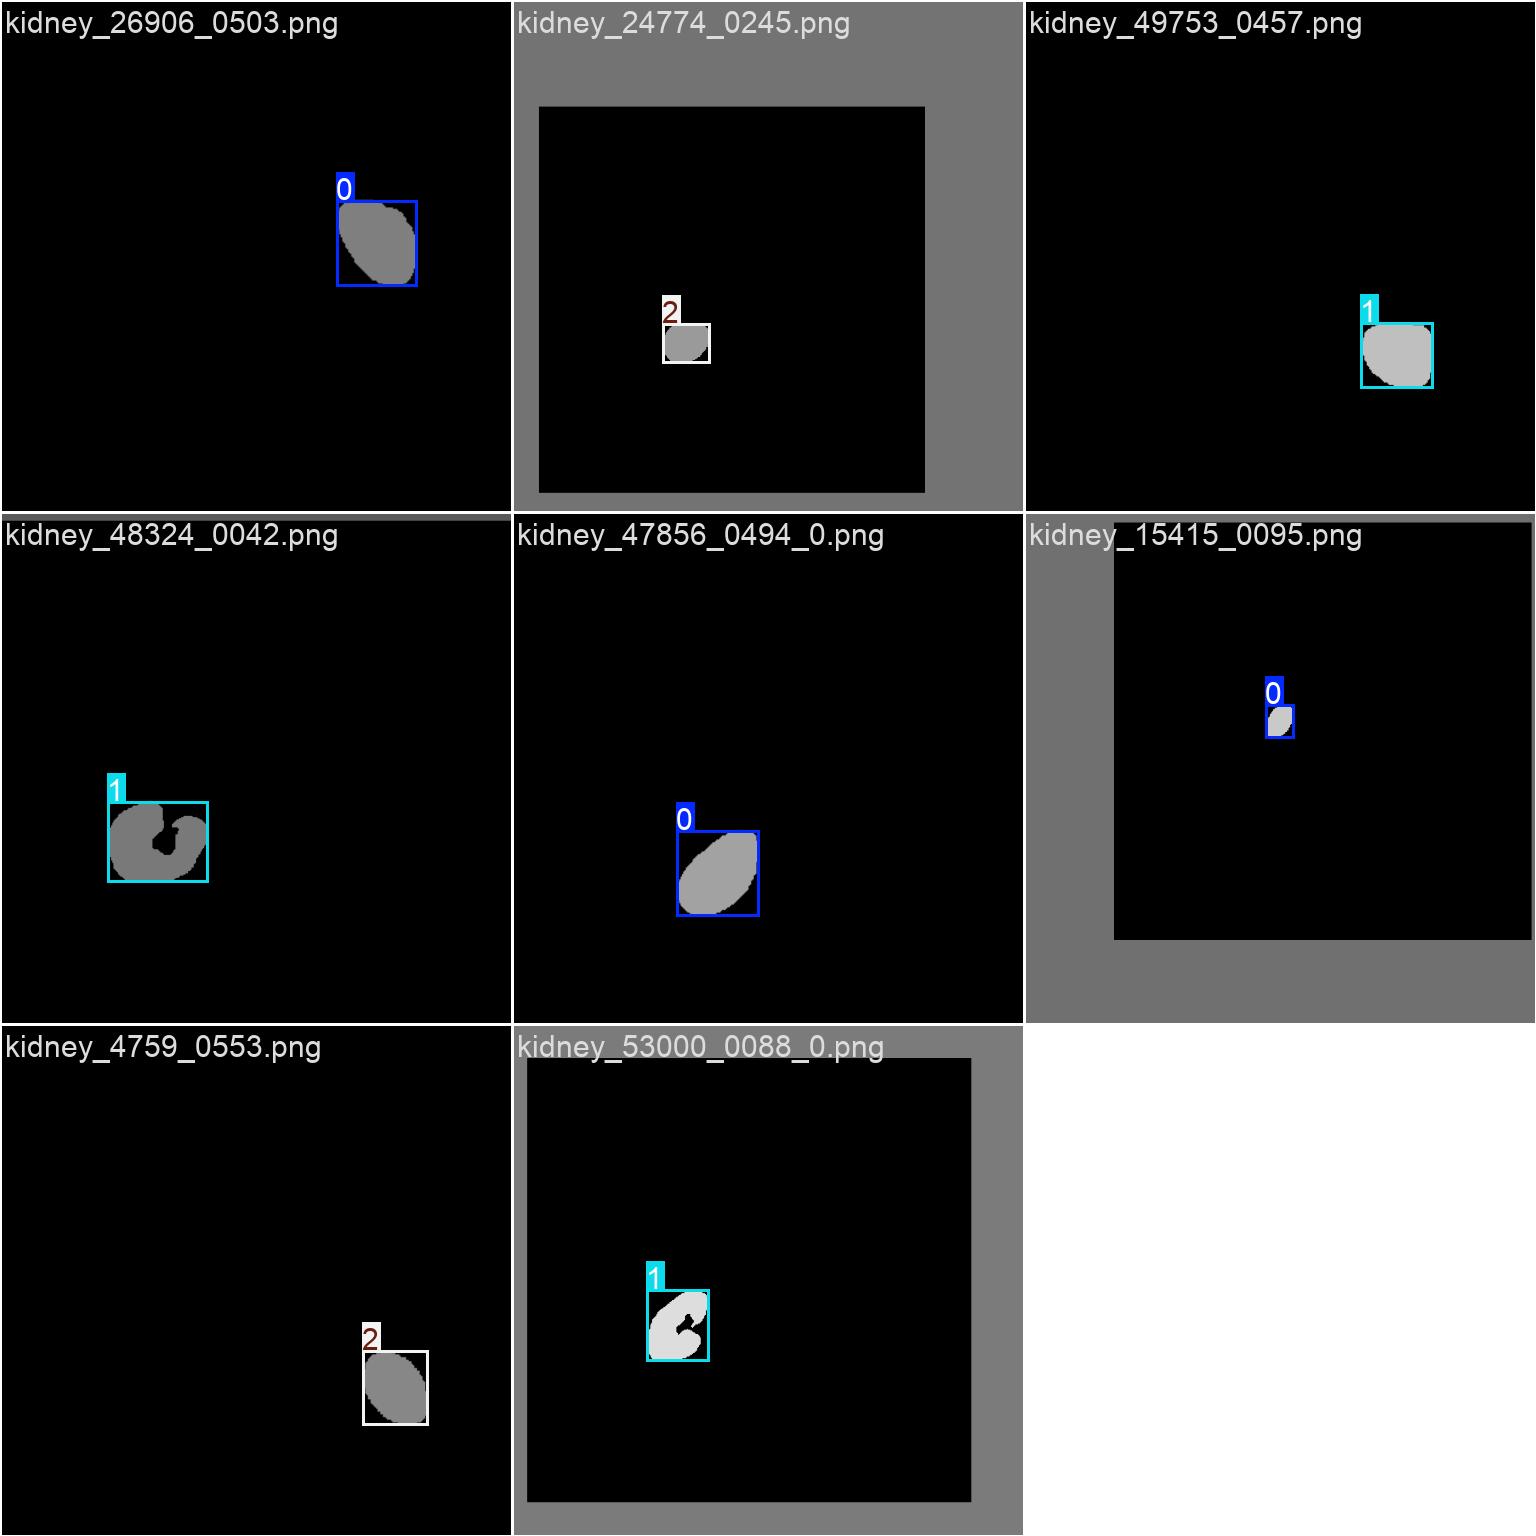 kidney_26906_0503.png
kidney_24774_0245.png
kidney_49753_0457.png
0
2
1
kidney_48324_0042.png
kidney_47856_0494_0.png
kidney_15415_0095.png
1
0
0
kidney_4759_0553.png
kidney_53000_0088_0.png
2
1